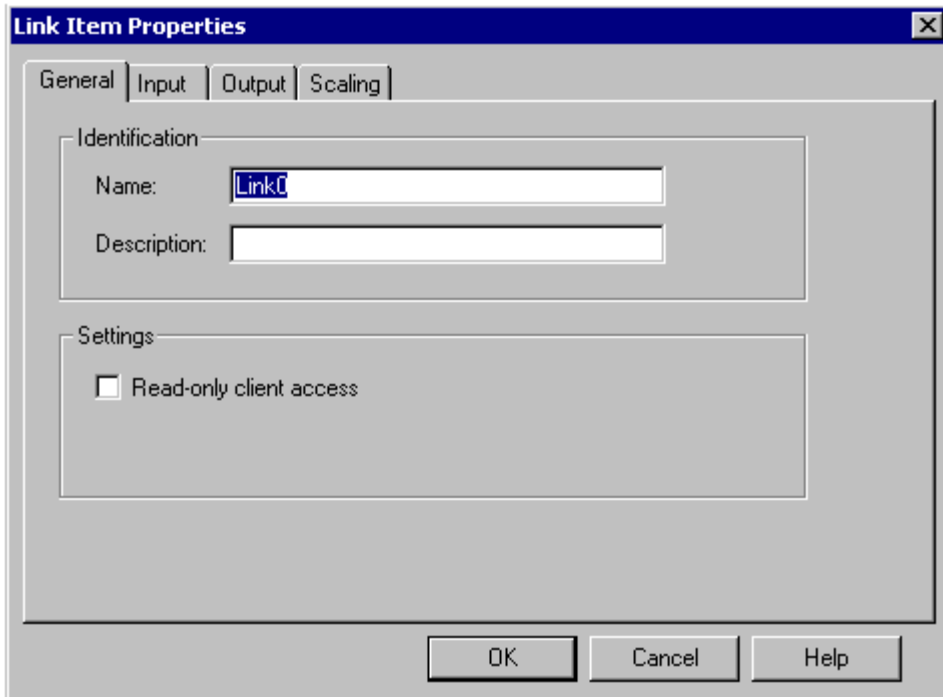 Link Item Properties
General Input Output Scaling
Identification
Name: Link0
Description:
Settings
Read-only client access
OK Cancel Help